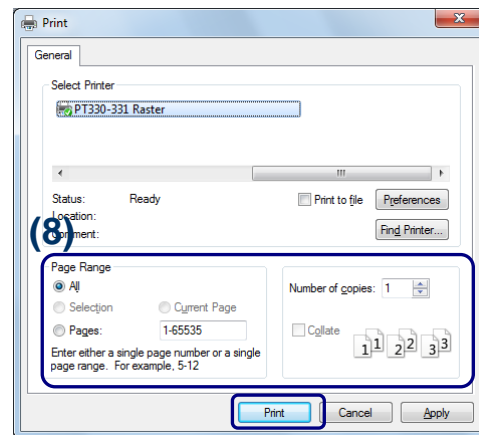 Print
X
General
Select Printer
PT330-331 Raster
Status: Ready
Print to file Preferences
Location:
(8)
Comment:
Find Printer...
Page Range
All
Selection Current Page
Pages: 1-65535
Enter either a single page number or a single
page range. For example, 5-12
Number of copies: 1
Collate
1 1 2 2 3 3
Print Cancel Apply